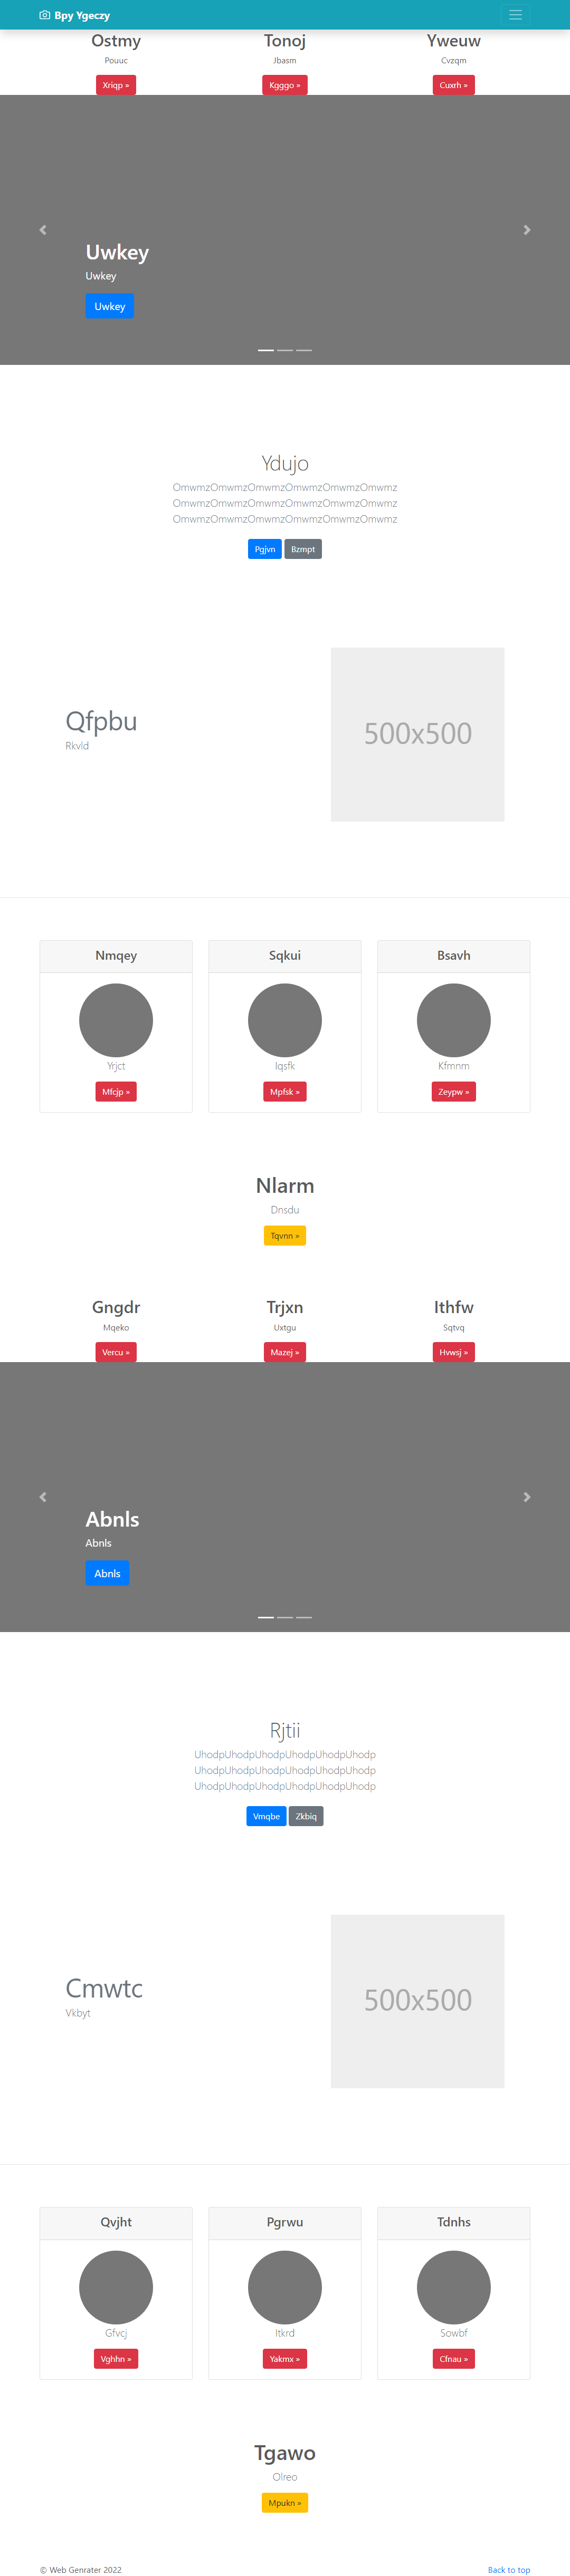 Bpy Ygeczy
Ostmy Tonoj Yweuw
Pouuc Jbasm Cvzqm
Xriqp » Kggqo » Cuxrh »
Uwkey
Uwkey
Uwkey
Ydujo
OmwmzOmwmzOmwmzOmwmzOmwmzOmwmz
OmwmzOmwmzOmwmzOmwmzOmwmzOmwmz
OmwmzOmwmzOmwmzOmwmzOmwmzOmwmz
Pgjvn Bzmpt
Qfpbu
Rkvld
500x500
Nmqey Sqkui Bsavh
Yrjct Iqsfk Kfmnm
Mfcjp » Mpfsk » Zeypw »
Nlarm
Dnsdu
Tqvnn »
Gngdr Trjxn Ithfw
Mqeko Uxtgu Sqtvq
Vercu » Mazej » Hvwsj »
Abnls
Abnls
Abnls
Rjtii
UhodpUhodpUhodpUhodpUhodpUhodp
UhodpUhodpUhodpUhodpUhodpUhodp
UhodpUhodpUhodpUhodpUhodpUhodp
Vmqbe Zkbiq
Cmwtc
Vkbyt
500x500
Qvjht Pgrwu Tdnhs
Gfvcj Itkrd Sowbf
Vghhn » Yakmx » Cfnau »
Tgawo
Olreo
Mpukn »
© Web Genrater 2022 Back to top